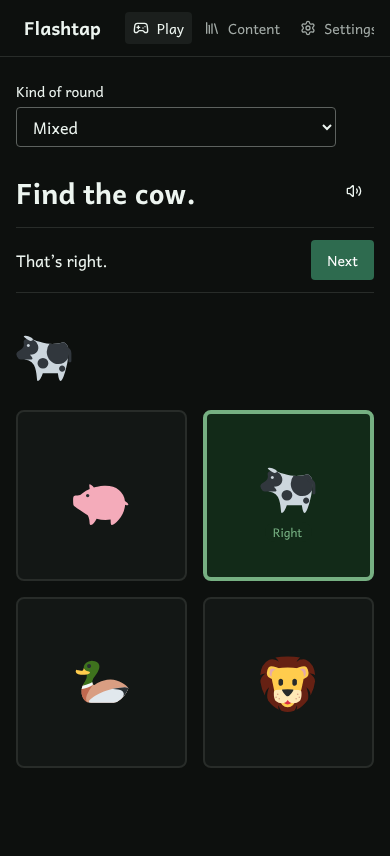 Flashtap Play Content Settings
Kind of round
Mixed
Find the cow.
That's right. Next
Right